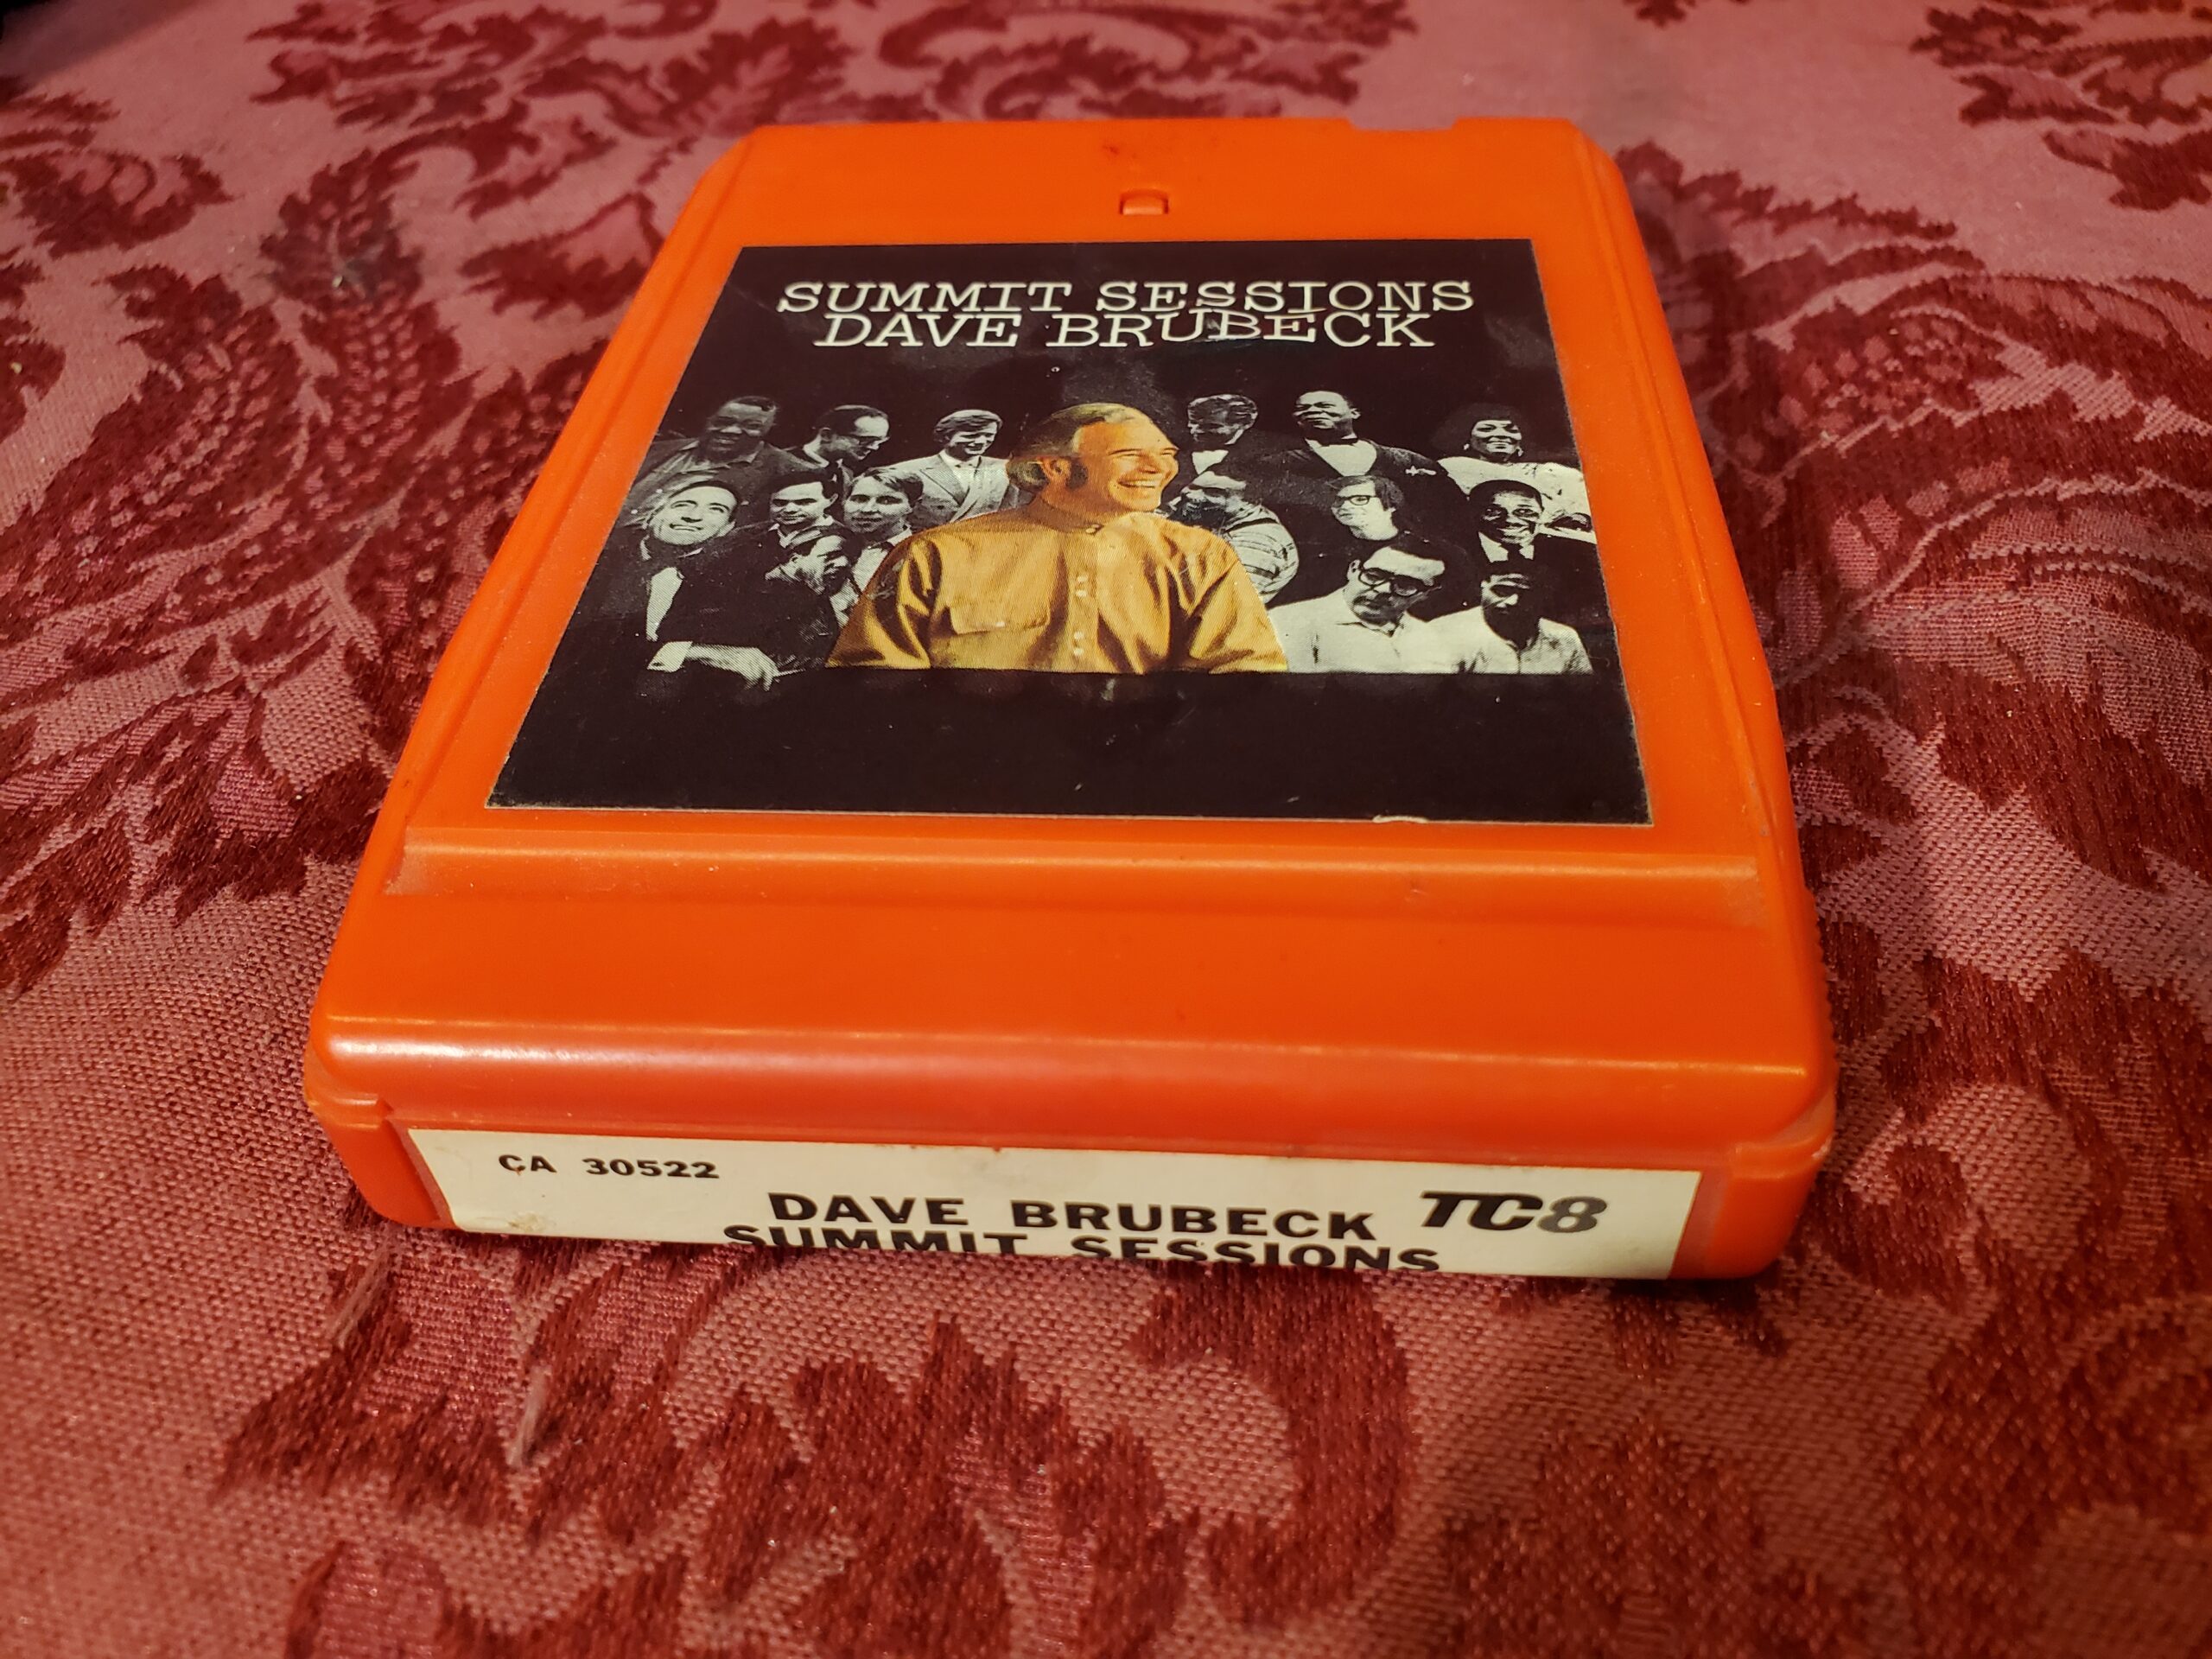 SUMMIT SESSIONS
DAVE BRUBECK
CA 30522
DAVE BRUBECK TC8
SUMMIT SESSIONS